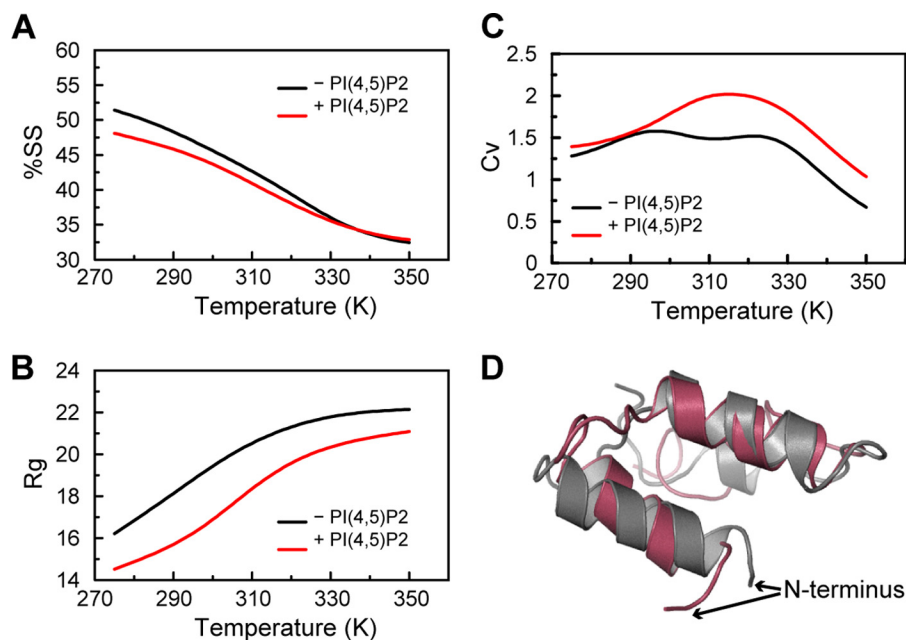 A
60
55
50
45
40
35
30
%SS
– PI(4,5)P2
+ PI(4,5)P2
270 290 310 330 350
Temperature (K)
B
24
22
20
18
16
14
Rg
– PI(4,5)P2
+ PI(4,5)P2
270 290 310 330 350
Temperature (K)
C
2.5
2
1.5
1
0.5
0
Cv
– PI(4,5)P2
+ PI(4,5)P2
270 290 310 330 350
Temperature (K)
D
N-terminus